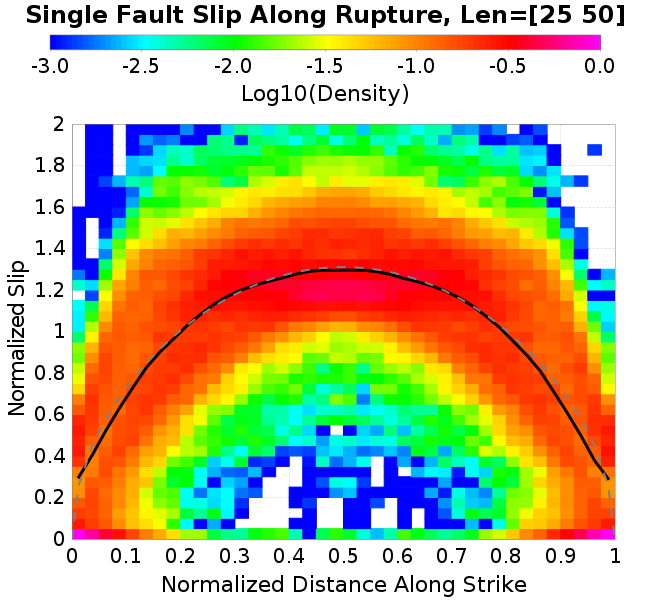 Single Fault Slip Along Rupture, Len=[25 50]
-3.0 -2.5 -2.0 -1.5 -1.0 -0.5 0.0
Log10(Density)
2
1.8
1.6
1.4
1.2
1
0.8
0.6
0.4
0.2
0
Normalized Slip
0 0.1 0.2 0.3 0.4 0.5 0.6 0.7 0.8 0.9 1
Normalized Distance Along Strike